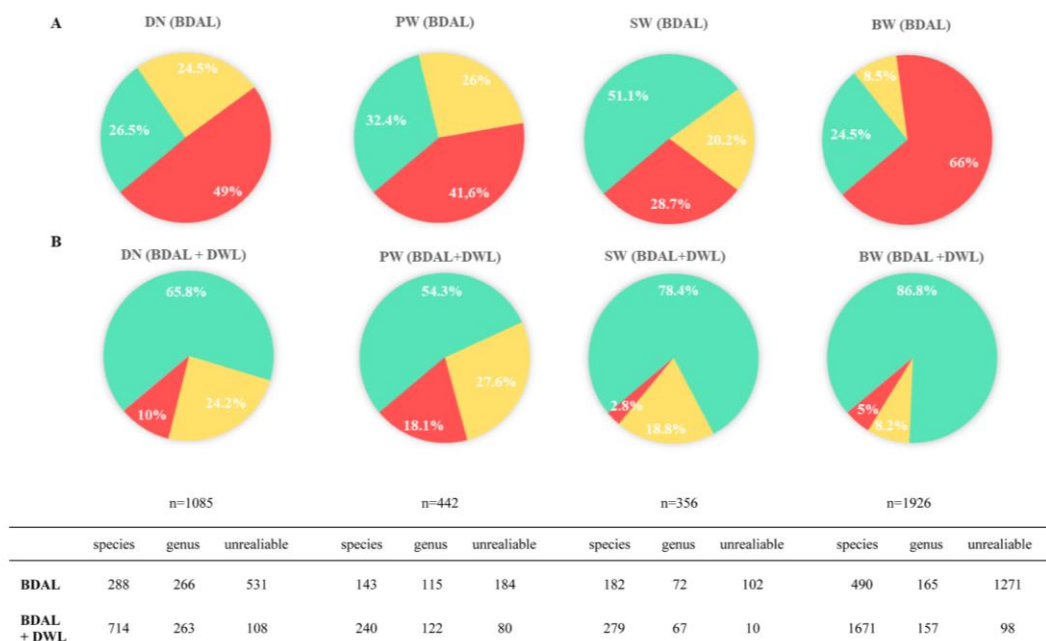 A
DN (BDAL) PW (BDAL) SW (BDAL) BW (BDAL)
24.5% 26.5% 49%
26% 32.4% 41,6%
51.1% 20.2% 28.7%
8.5% 24.5% 66%
B
DN (BDAL + DWL) PW (BDAL+DWL) SW (BDAL+DWL) BW (BDAL +DWL)
65.8% 10% 24.2%
54.3% 27.6% 18.1%
78.4% 2.8% 18.8%
86.8% 5% 8.2%
n=1085 n=442 n=356 n=1926
species genus unrealiable species genus unrealiable species genus unrealiable species genus unrealiable
BDAL 288 266 531 143 115 184 182 72 102 490 165 1271
BDAL
+ DWL 714 263 108 240 122 80 279 67 10 1671 157 98